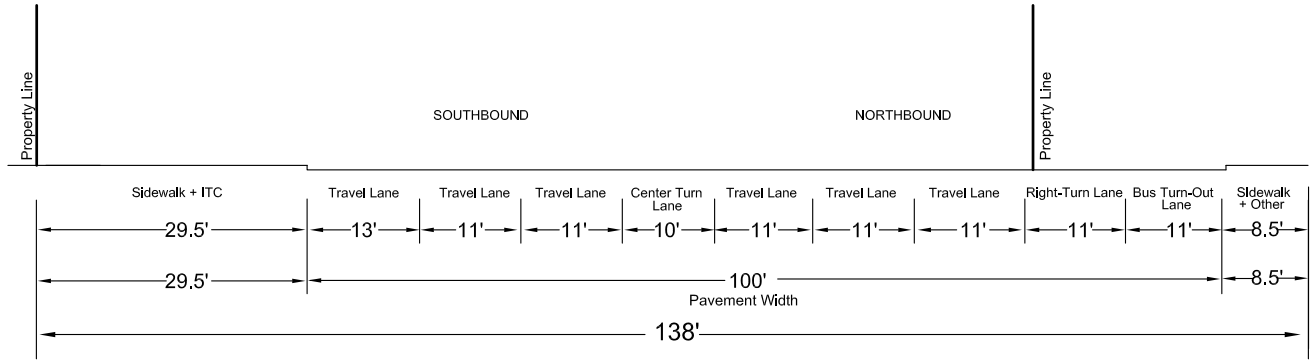 Property Line
SOUTHBOUND
NORTHBOUND
Property Line
Sidewalk + ITC
Travel Lane
Travel Lane
Travel Lane
Center Turn
Lane
Travel Lane
Travel Lane
Travel Lane
Right-Turn Lane
Bus Turn-Out
Lane
Sidewalk
+ Other
29.5'
13'
11'
11'
10'
11'
11'
11'
11'
11'
8.5'
29.5'
100'
8.5'
Pavement Width
138'